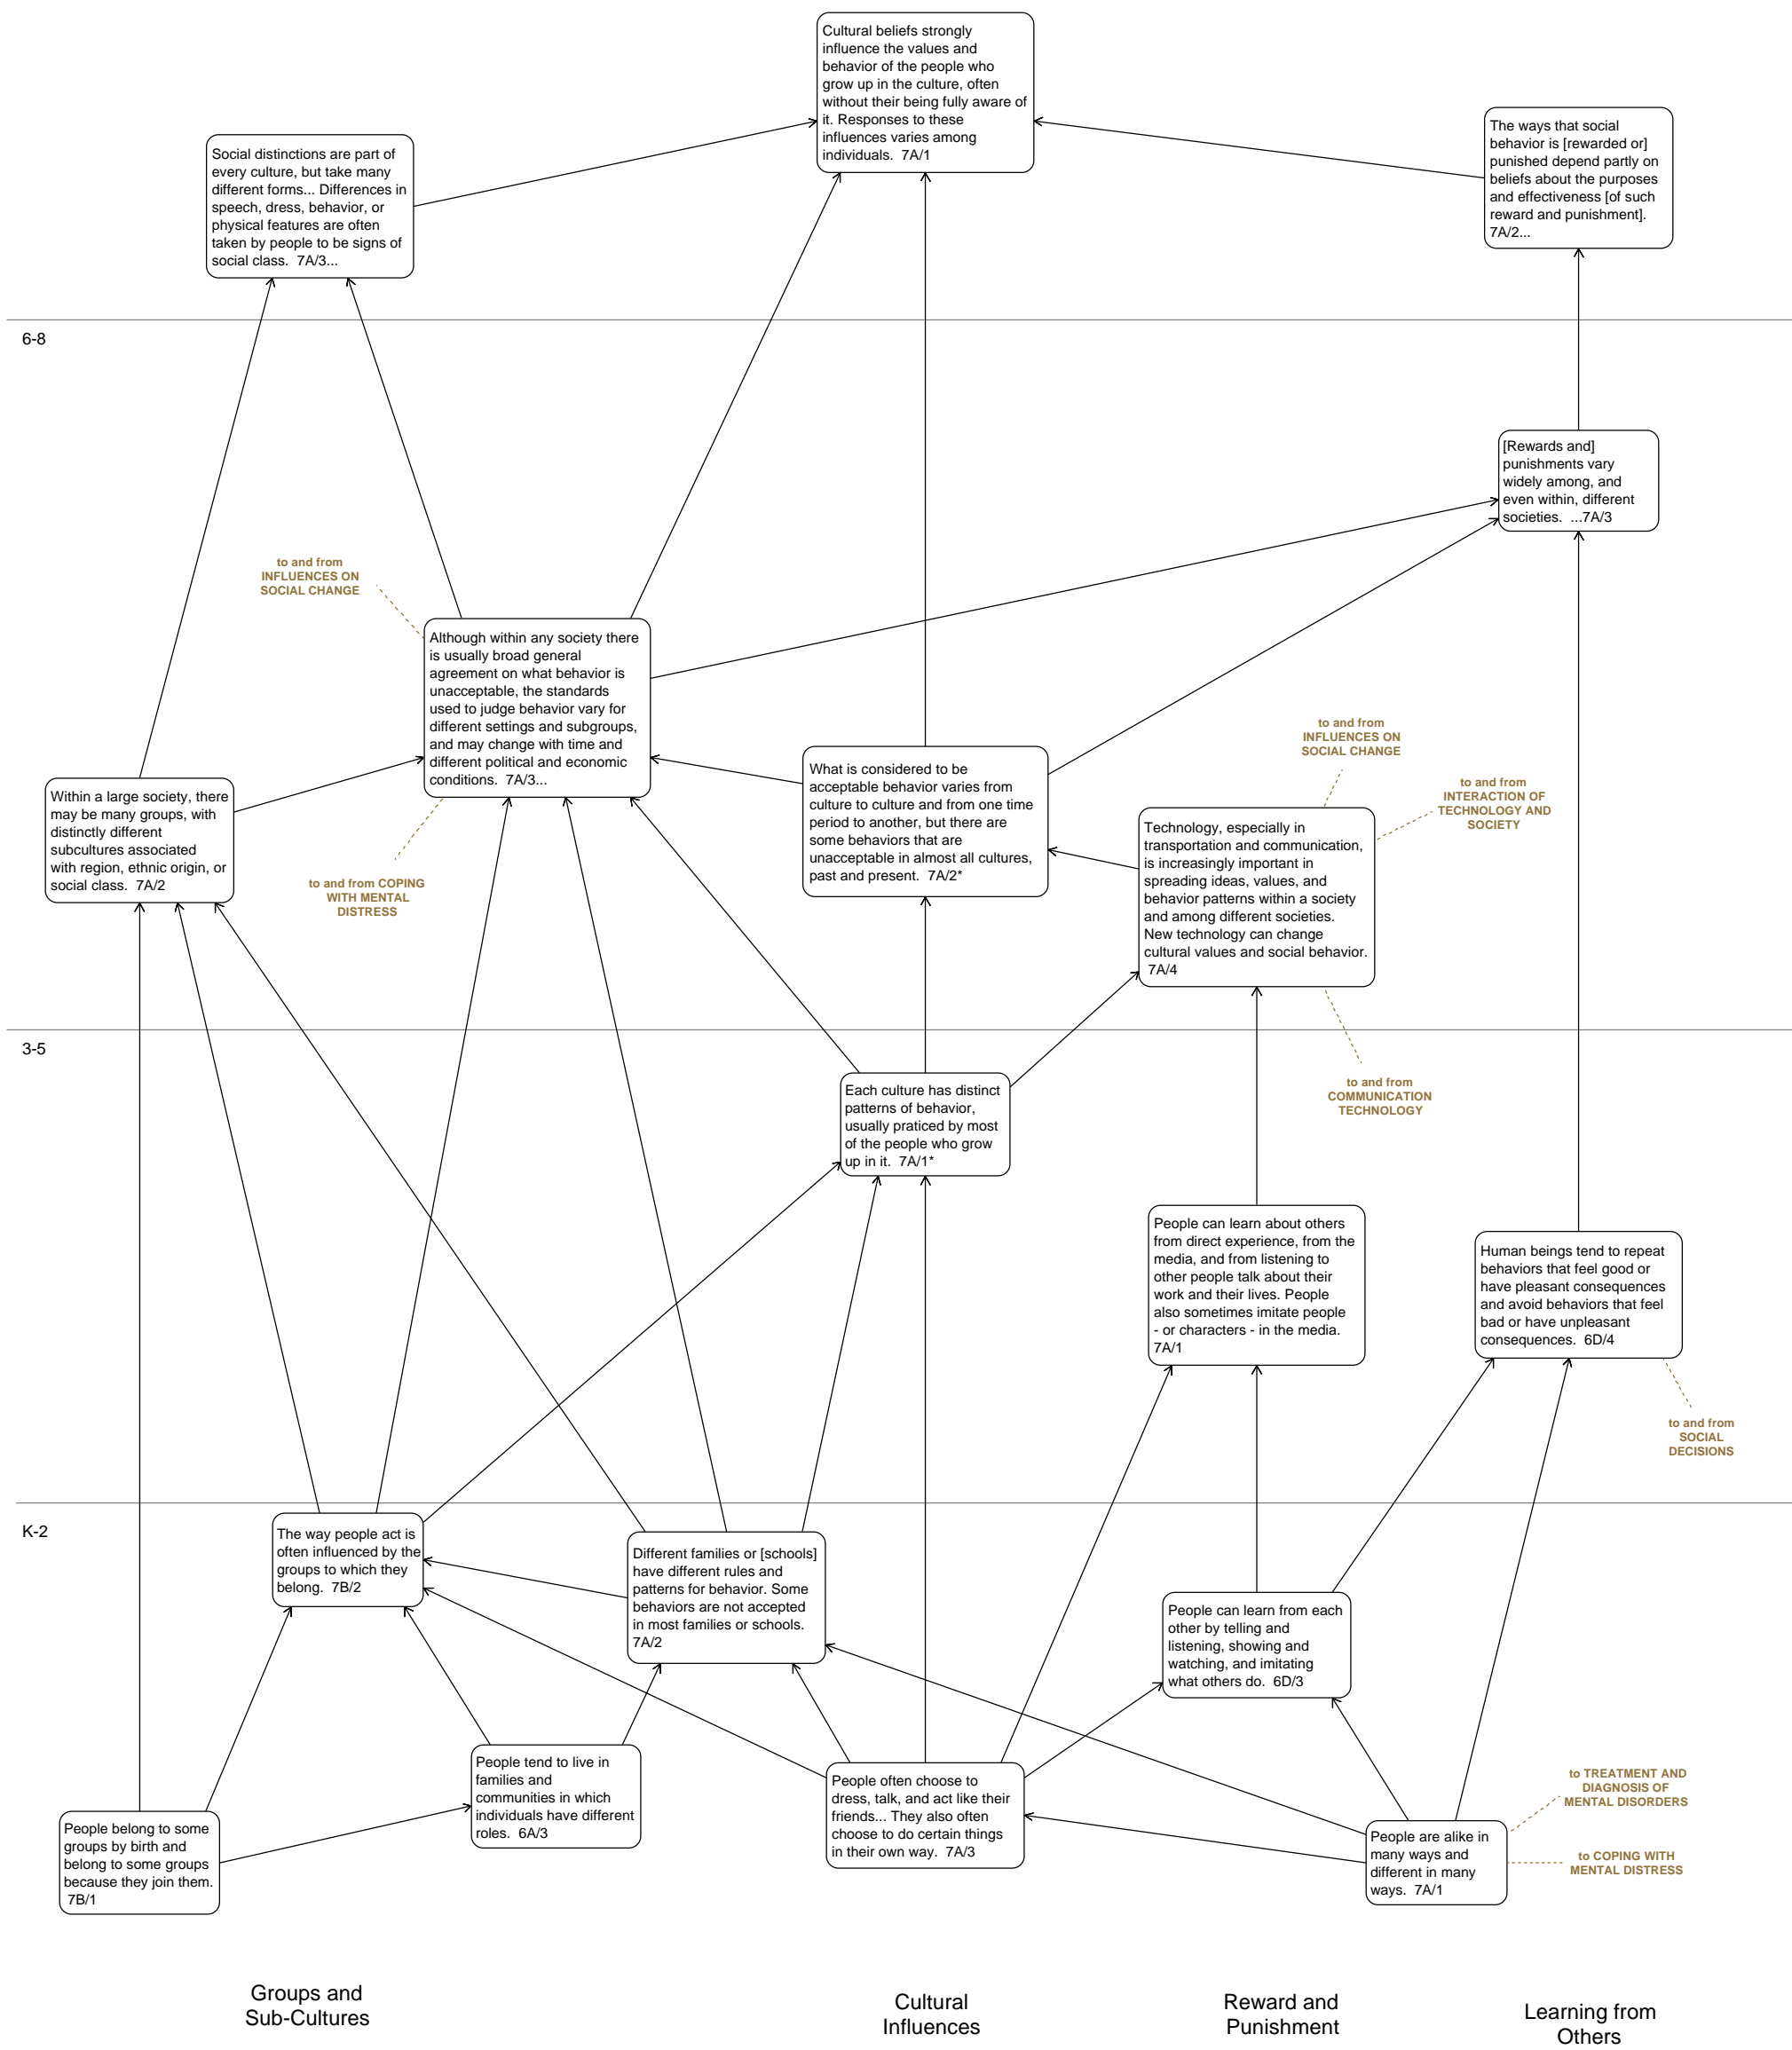 Cultural beliefs strongly
influence the values and
behavior of the people who
grow up in the culture, often
without their being fully aware of
it. Responses to these
influences varies among
individuals.  7A/1
The ways that social
behavior is [rewarded or]
punished depend partly on
beliefs about the purposes
and effectiveness [of such
reward and punishment].
7A/2...
Social distinctions are part of
every culture, but take many
different forms... Differences in
speech, dress, behavior, or
physical features are often
taken by people to be signs of
social class.  7A/3...
6-8
[Rewards and]
punishments vary
widely among, and
even within, different
societies.  ...7A/3
to and from
INFLUENCES ON
SOCIAL CHANGE
Although within any society there
is usually broad general
agreement on what behavior is
unacceptable, the standards
used to judge behavior vary for
different settings and subgroups,
and may change with time and
different political and economic
conditions.  7A/3...
to and from
INFLUENCES ON
SOCIAL CHANGE
What is considered to be
acceptable behavior varies from
culture to culture and from one time
period to another, but there are
some behaviors that are
unacceptable in almost all cultures,
past and present.  7A/2*
to and from
INTERACTION OF
TECHNOLOGY AND
SOCIETY
Within a large society, there
may be many groups, with
distinctly different
subcultures associated
with region, ethnic origin, or
social class.  7A/2
Technology, especially in
transportation and communication,
is increasingly important in
spreading ideas, values, and
behavior patterns within a society
and among different societies.
New technology can change
cultural values and social behavior.
7A/4
to and from COPING
WITH MENTAL
DISTRESS
3-5
Each culture has distinct
patterns of behavior,
usually praticed by most
of the people who grow
up in it.  7A/1*
to and from
COMMUNICATION
TECHNOLOGY
People can learn about others
from direct experience, from the
media, and from listening to
other people talk about their
work and their lives. People
also sometimes imitate people
- or characters - in the media.
7A/1
Human beings tend to repeat
behaviors that feel good or
have pleasant consequences
and avoid behaviors that feel
bad or have unpleasant
consequences.  6D/4
to and from
SOCIAL
DECISIONS
K-2
The way people act is
often influenced by the
groups to which they
belong.  7B/2
Different families or [schools]
have different rules and
patterns for behavior. Some
behaviors are not accepted
in most families or schools.
7A/2
People can learn from each
other by telling and
listening, showing and
watching, and imitating
what others do.  6D/3
People tend to live in
families and
communities in which
individuals have different
roles.  6A/3
People often choose to
dress, talk, and act like their
friends... They also often
choose to do certain things
in their own way.  7A/3
to TREATMENT AND
DIAGNOSIS OF
MENTAL DISORDERS
People belong to some
groups by birth and
belong to some groups
because they join them.
7B/1
People are alike in
many ways and
different in many
ways.  7A/1
to COPING WITH
MENTAL DISTRESS
Groups and
Sub-Cultures
Cultural
Influences
Reward and
Punishment
Learning from
Others